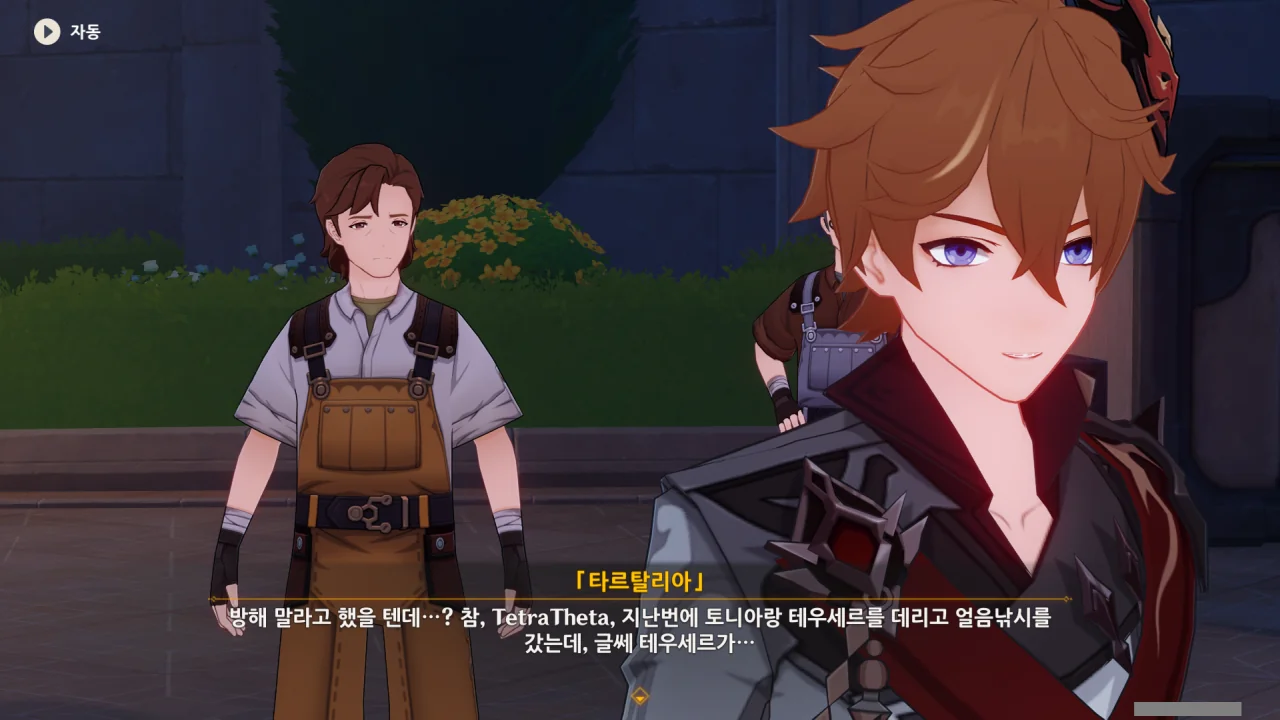 자동
「타르탈리아」
방해 말라고 했을 텐데…? 참, TetraTheta, 지난번에 토니아랑 테우세르를 데리고 얼음낚시를
갔는데, 글쎄 테우세르가…